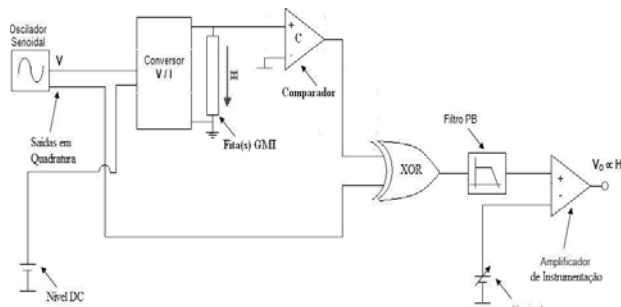 Oscilador
Senoidal
V
Saídas em
Quadratura
Conversor
V / I
H
Fita(s) GMI
+
C
-
Comparador
XOR
Filtro PB
+
-
V₀ ∝ H
Amplificador
de Instrumentação
Nível DC